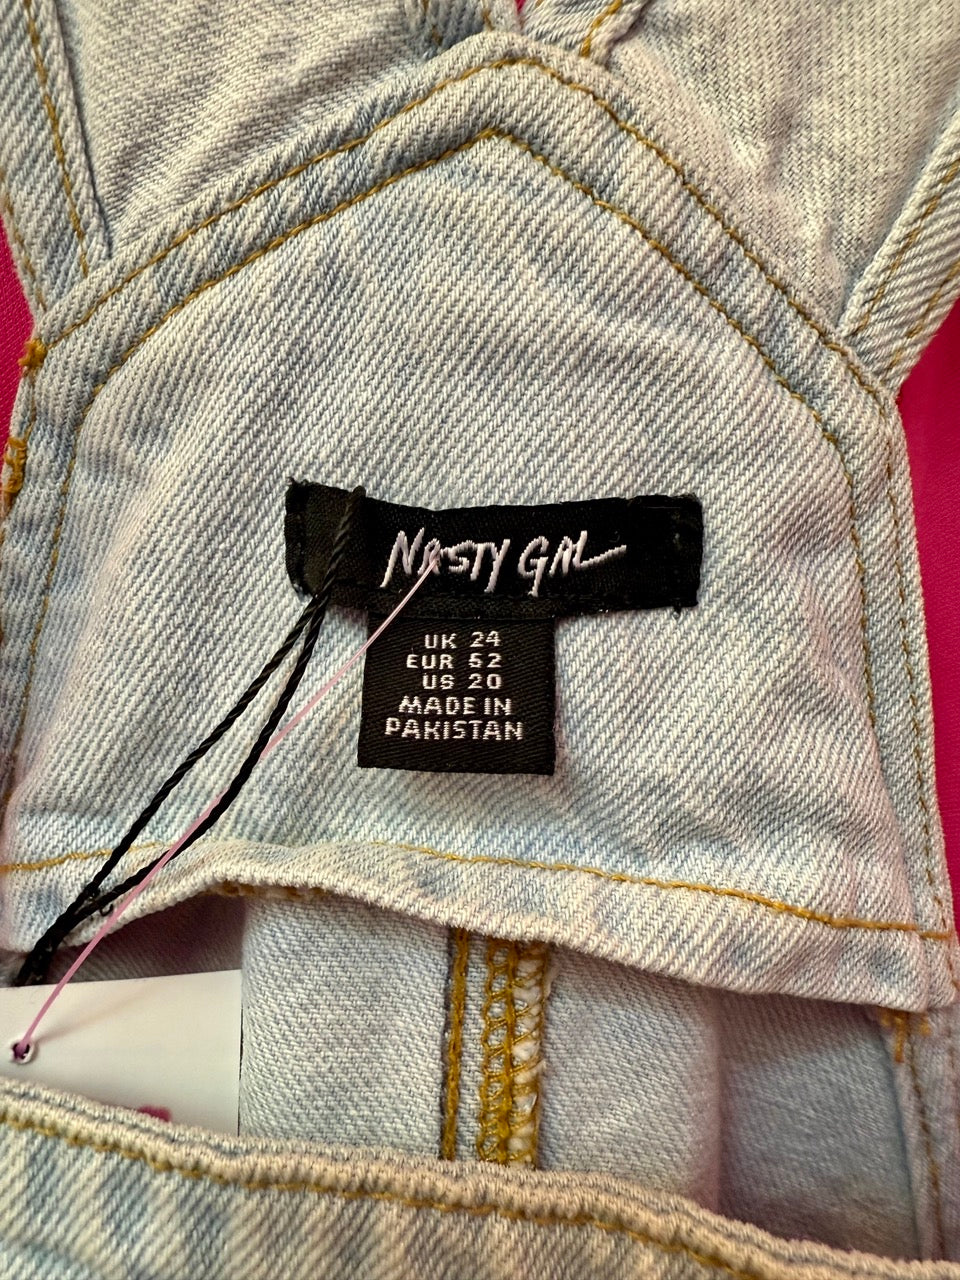 NASTY GAL
UK 24
EUR 52
US 20
MADE IN
PAKISTAN